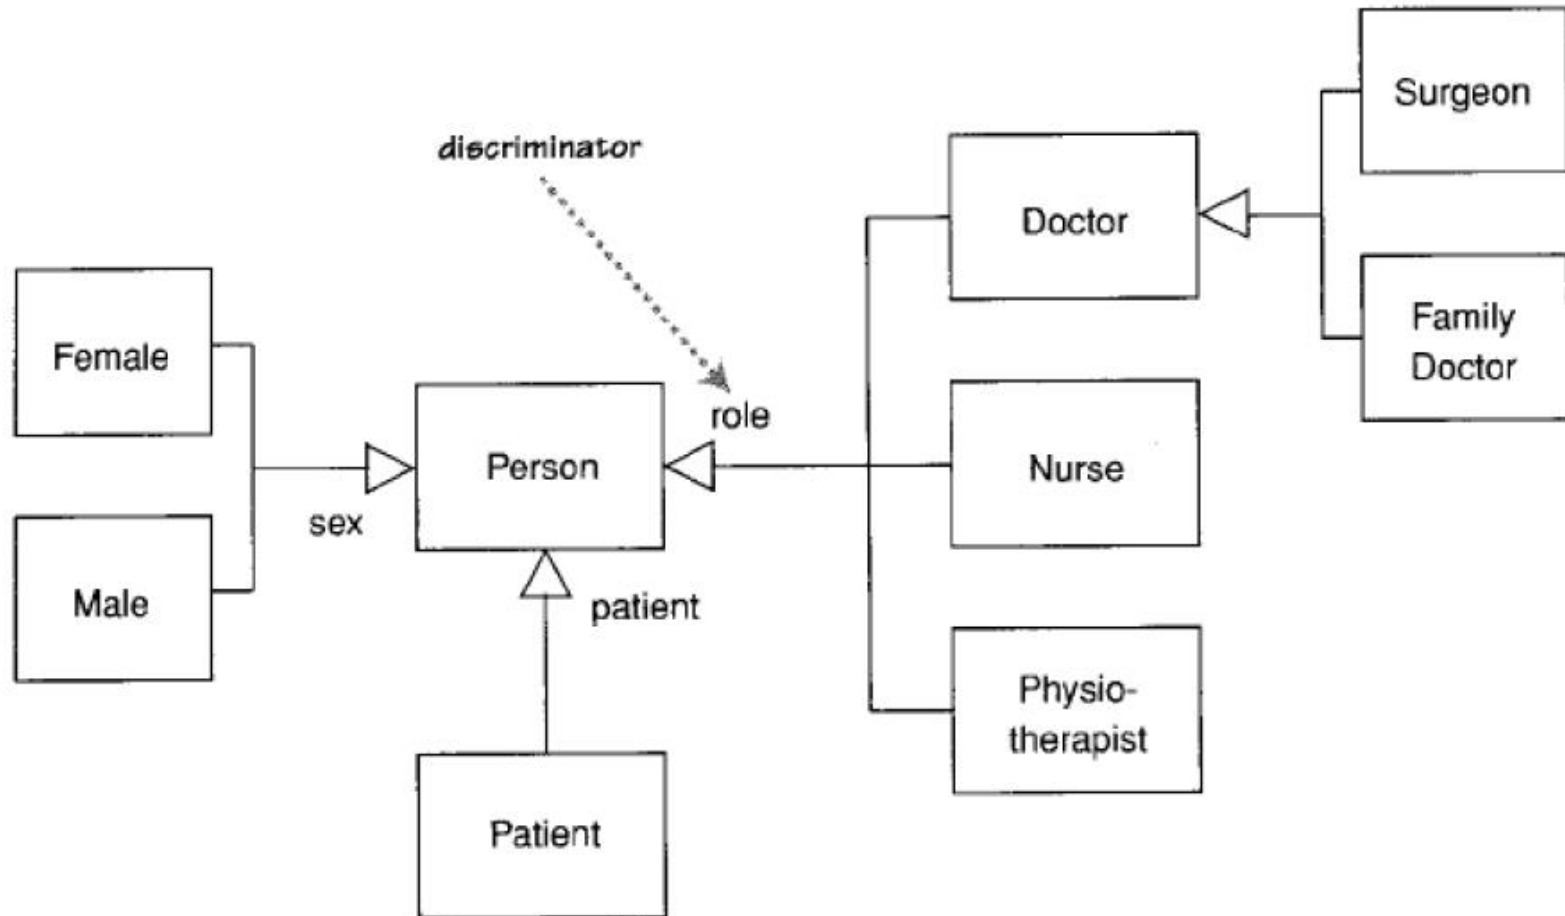 Surgeon
discriminator
Doctor
Family
Doctor
Female
role
Person
Nurse
sex
Male
patient
Physio-
therapist
Patient